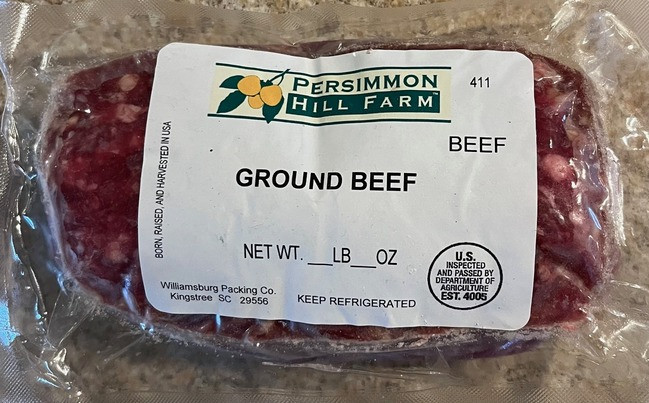 PERSIMMON
HILL FARM™
411
BEEF
GROUND BEEF
BORN, RAISED, AND HARVESTED IN USA
NET WT. __LB__OZ
Williamsburg Packing Co.
Kingstree SC 29556
KEEP REFRIGERATED
U.S.
INSPECTED
AND PASSED BY
DEPARTMENT OF
AGRICULTURE
EST. 4005